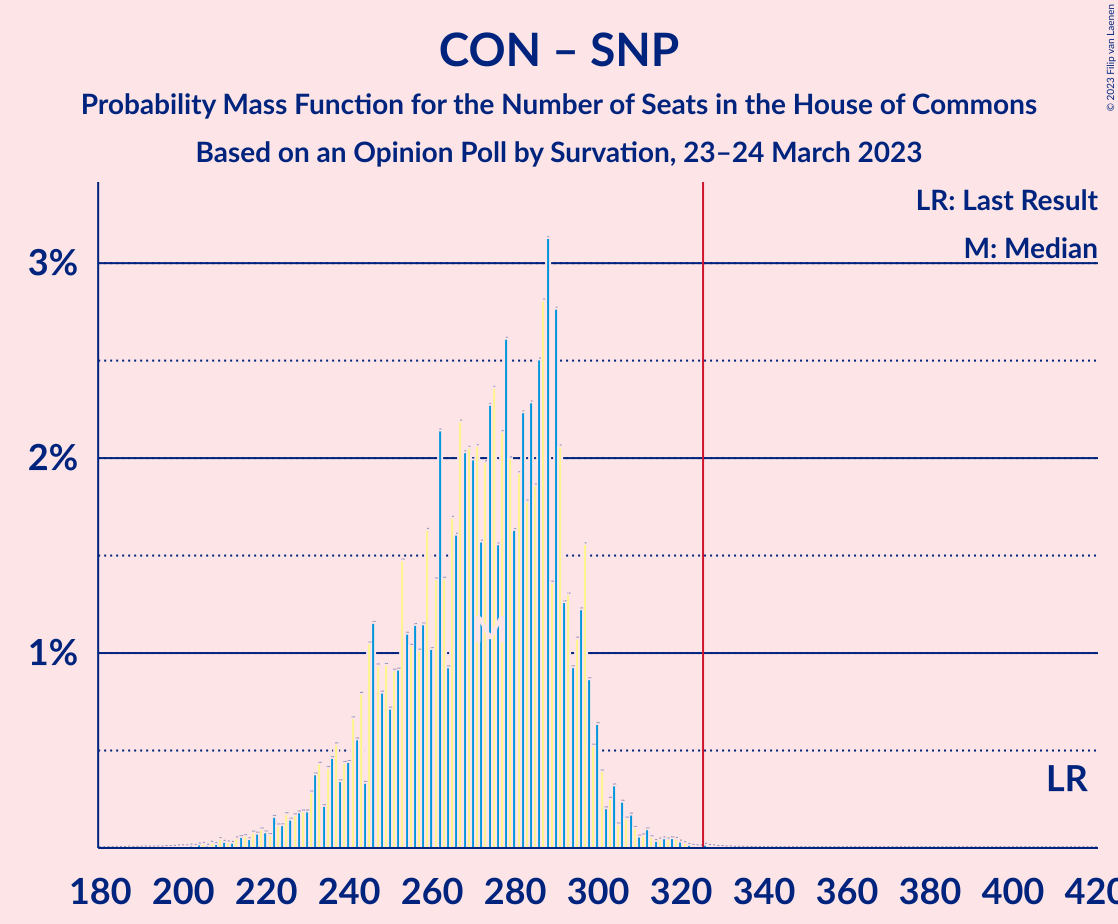 CON – SNP
Probability Mass Function for the Number of Seats in the House of Commons
Based on an Opinion Poll by Survation, 23–24 March 2023
© 2023 Filip van Laenen
LR: Last Result
M: Median
3%
2%
1%
LR
180 200 220 240 260 280 300 320 340 360 380 400 420